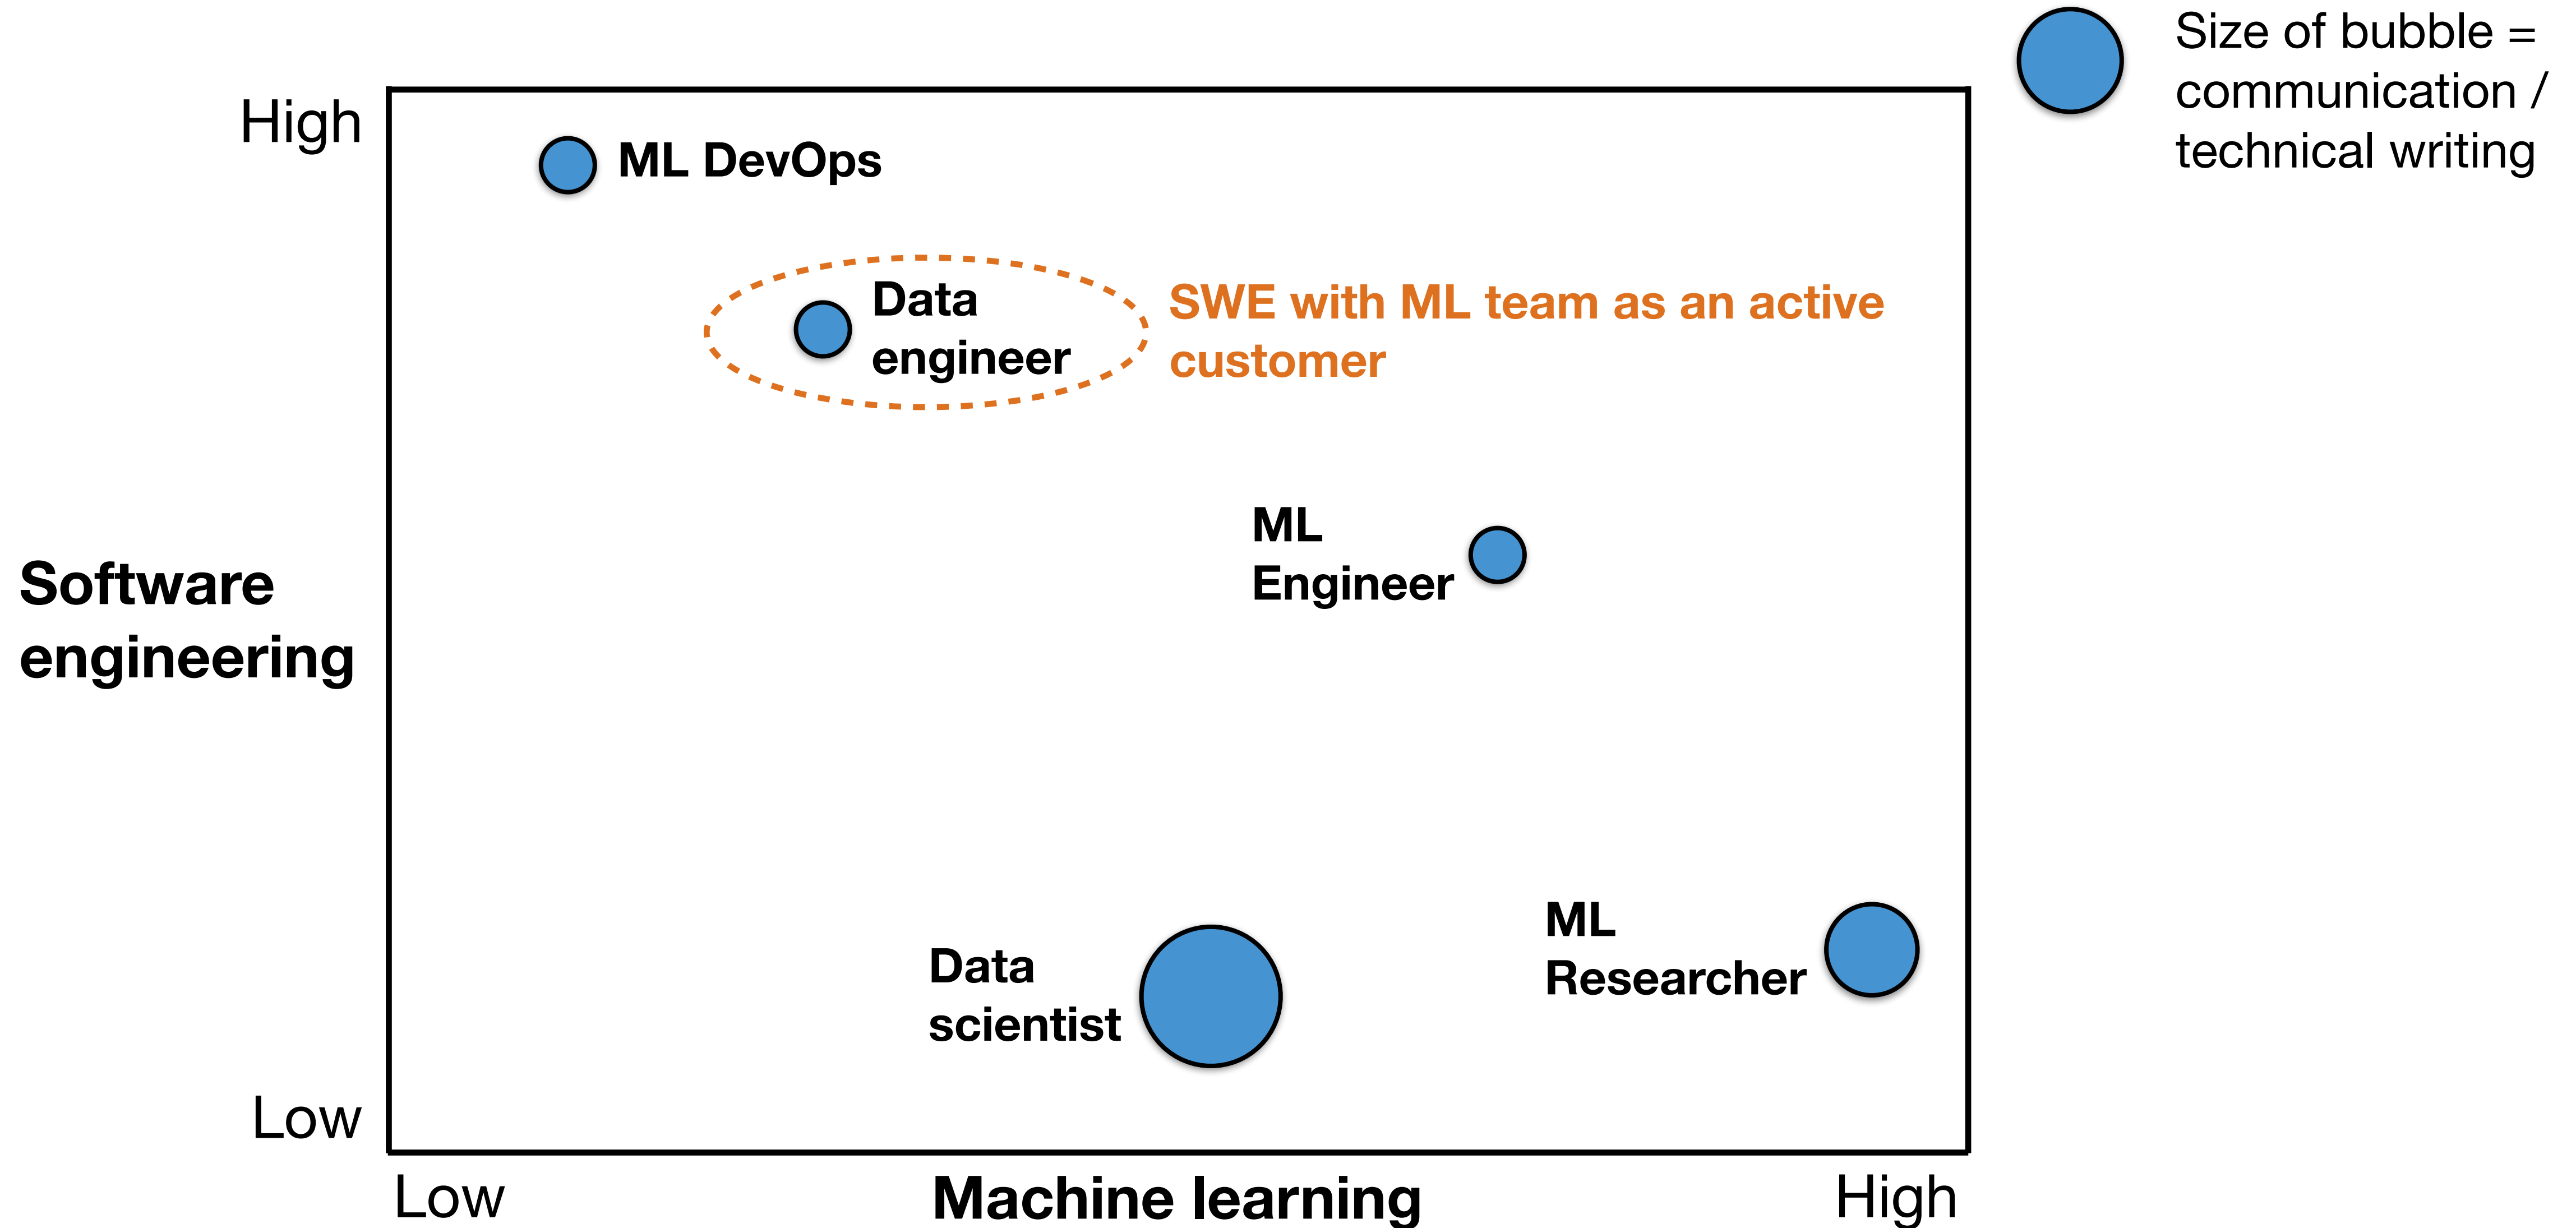 Size of bubble =
communication /
technical writing
High
ML DevOps
Data
engineer
SWE with ML team as an active
customer
ML
Engineer
Software
engineering
ML
Researcher
Data
scientist
Low
Low
Machine learning
High